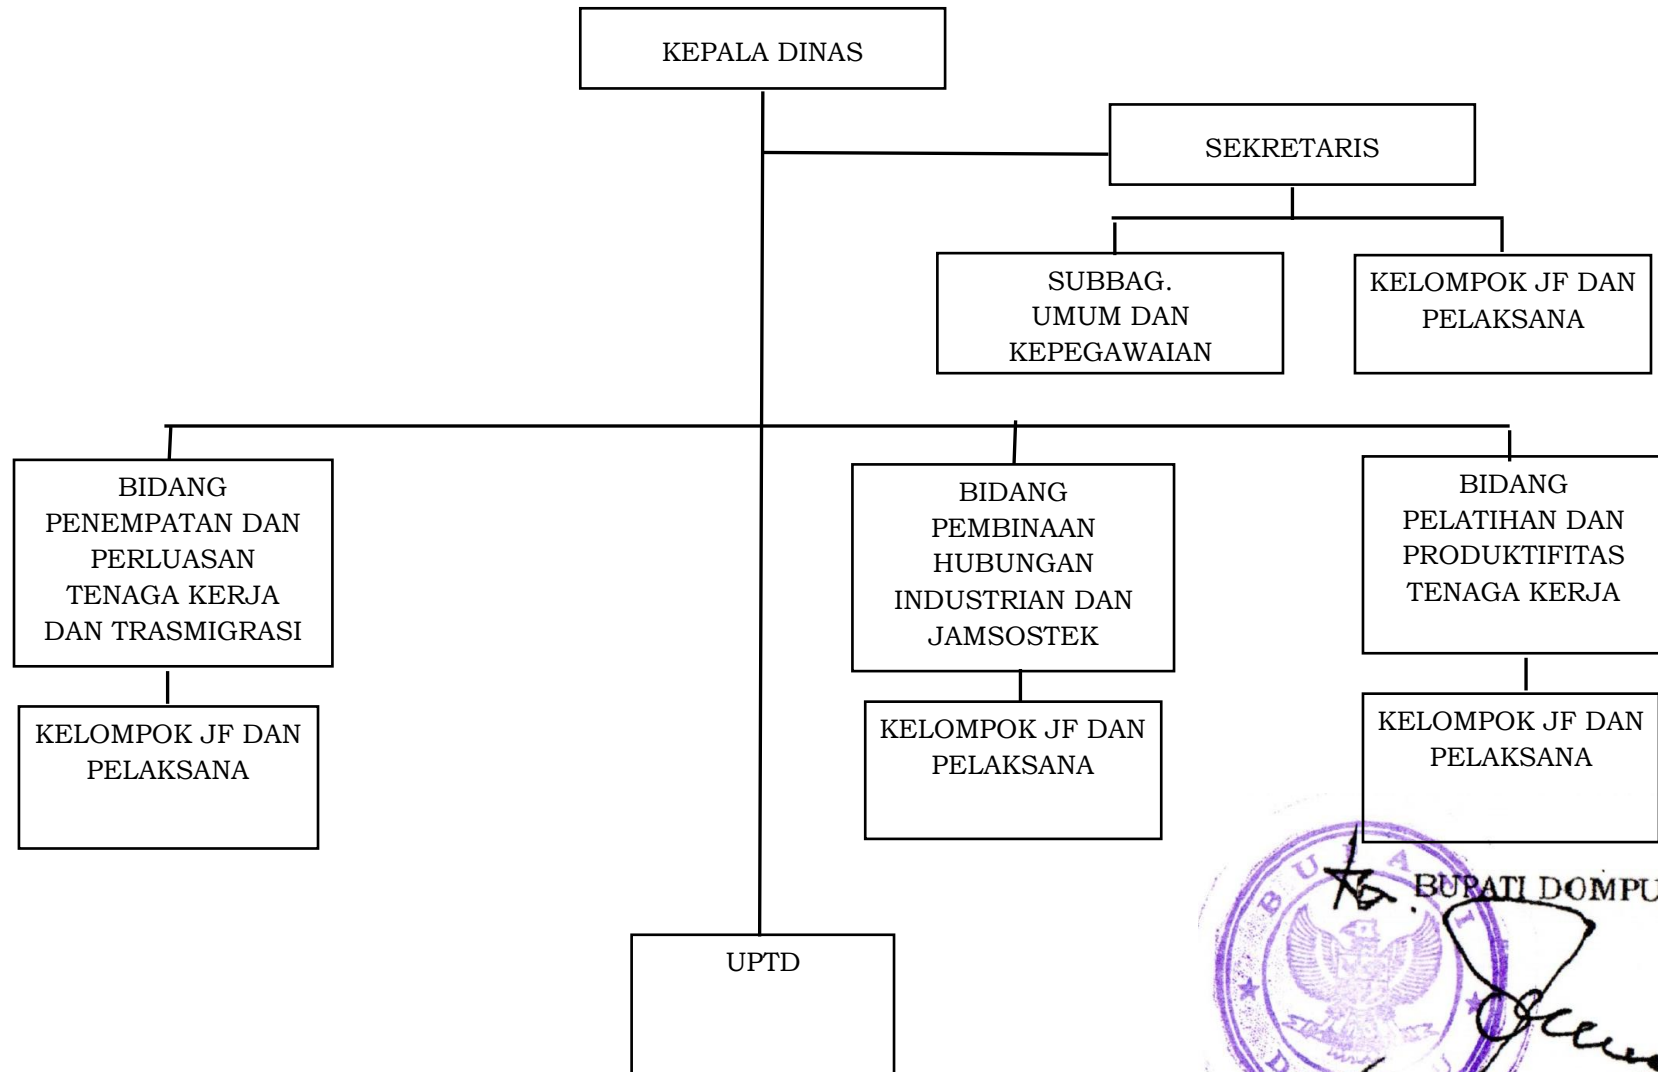 KEPALA DINAS
SEKRETARIS
SUBBAG.
UMUM DAN
KEPEGAWAIAN
KELOMPOK JF DAN
PELAKSANA
BIDANG
PENEMPATAN DAN
PERLUASAN
TENAGA KERJA
DAN TRASMIGRASI
BIDANG
PEMBINAAN
HUBUNGAN
INDUSTRIAN DAN
JAMSOSTEK
BIDANG
PELATIHAN DAN
PRODUKTIFITAS
TENAGA KERJA
KELOMPOK JF DAN
PELAKSANA
KELOMPOK JF DAN
PELAKSANA
KELOMPOK JF DAN
PELAKSANA
BUPATI DOMPU
BUPATI
UPTD